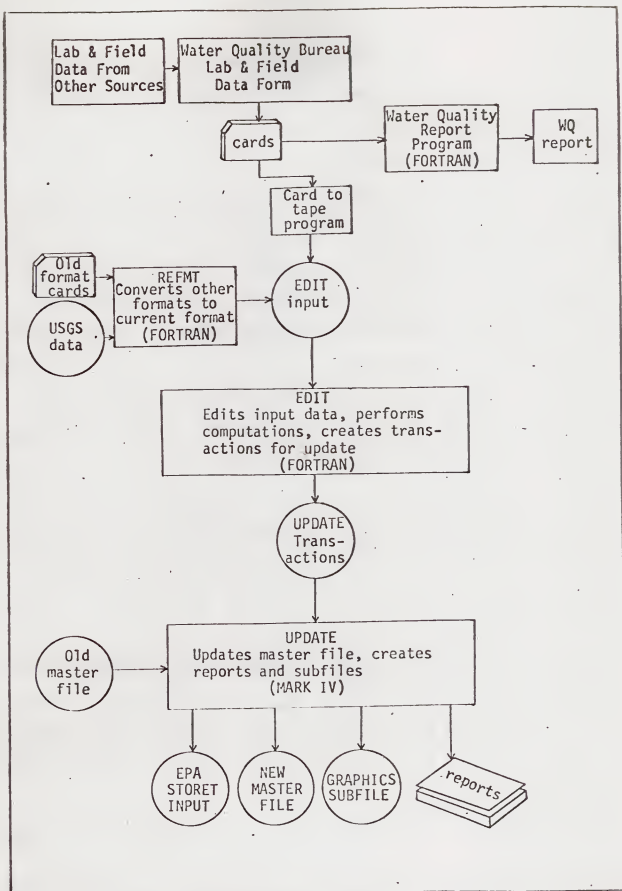 Lab & Field
Data From
Other Sources
Water Quality Bureau
Lab & Field
Data Form
cards
Water Quality
Report
Program
(FORTRAN)
WQ
report
Card to
tape
program
Old
format
cards
USGS
data
REFMT
Converts other
formats to
current format
(FORTRAN)
EDIT
input
EDIT
Edits input data, performs
computations, creates trans-
actions for update
(FORTRAN)
UPDATE
Trans-
actions
Old
master
file
UPDATE
Updates master file, creates
reports and subfiles
(MARK IV)
EPA
STORET
INPUT
NEW
MASTER
FILE
GRAPHICS
SUBFILE
reports